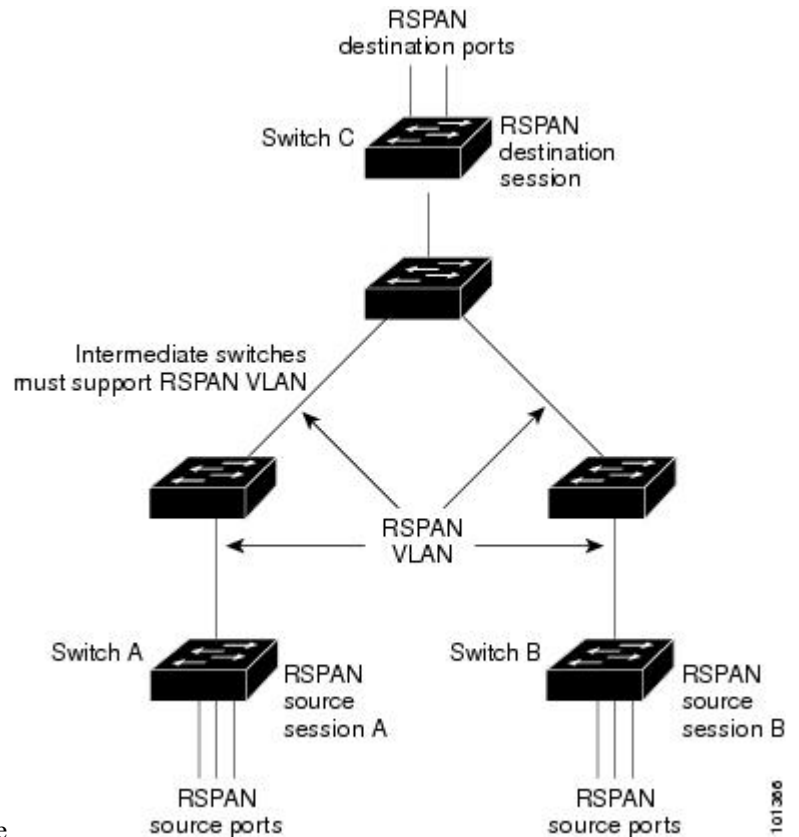 RSPAN
destination ports
Switch C
RSPAN
destination
session
Intermediate switches
must support RSPAN VLAN
RSPAN
VLAN
Switch A
RSPAN
source
session A
Switch B
RSPAN
source
session B
RSPAN
source ports
RSPAN
source ports
101366
e